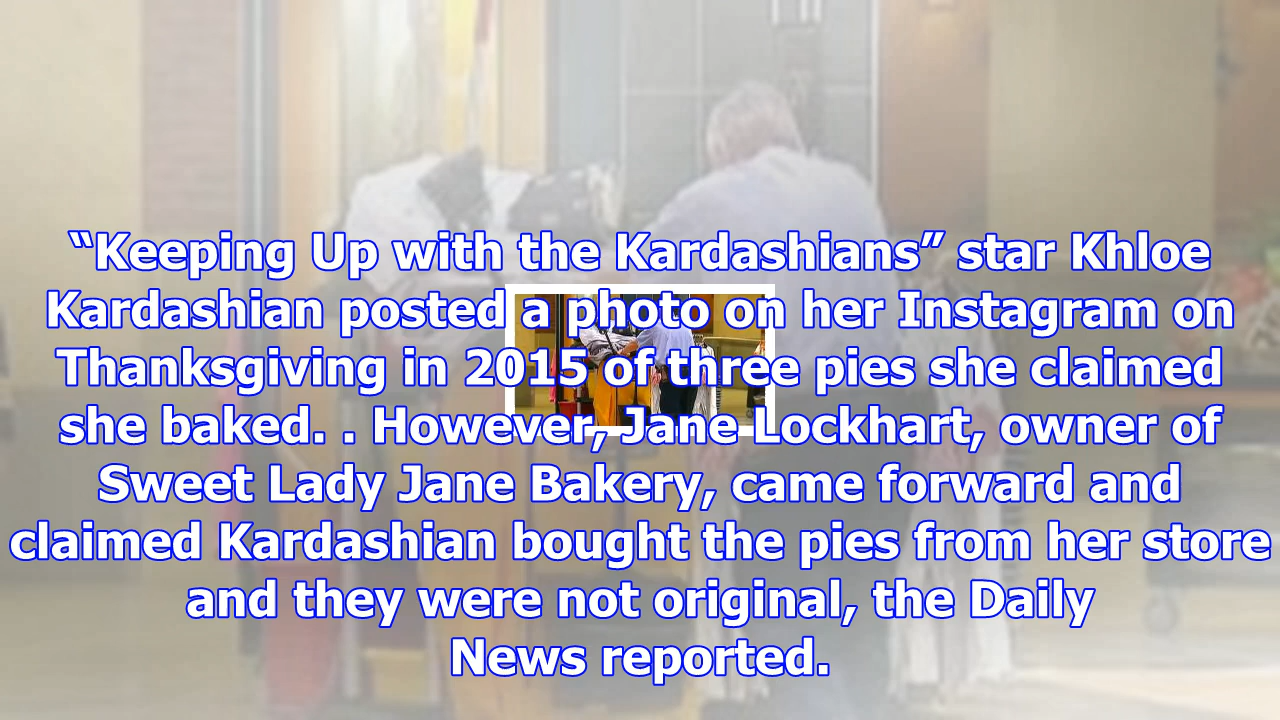 “Keeping Up with the Kardashians” star Khloe
Kardashian posted a photo on her Instagram on
Thanksgiving in 2015 of three pies she claimed
she baked. . However, Jane Lockhart, owner of
Sweet Lady Jane Bakery, came forward and
claimed Kardashian bought the pies from her store
and they were not original, the Daily
News reported.